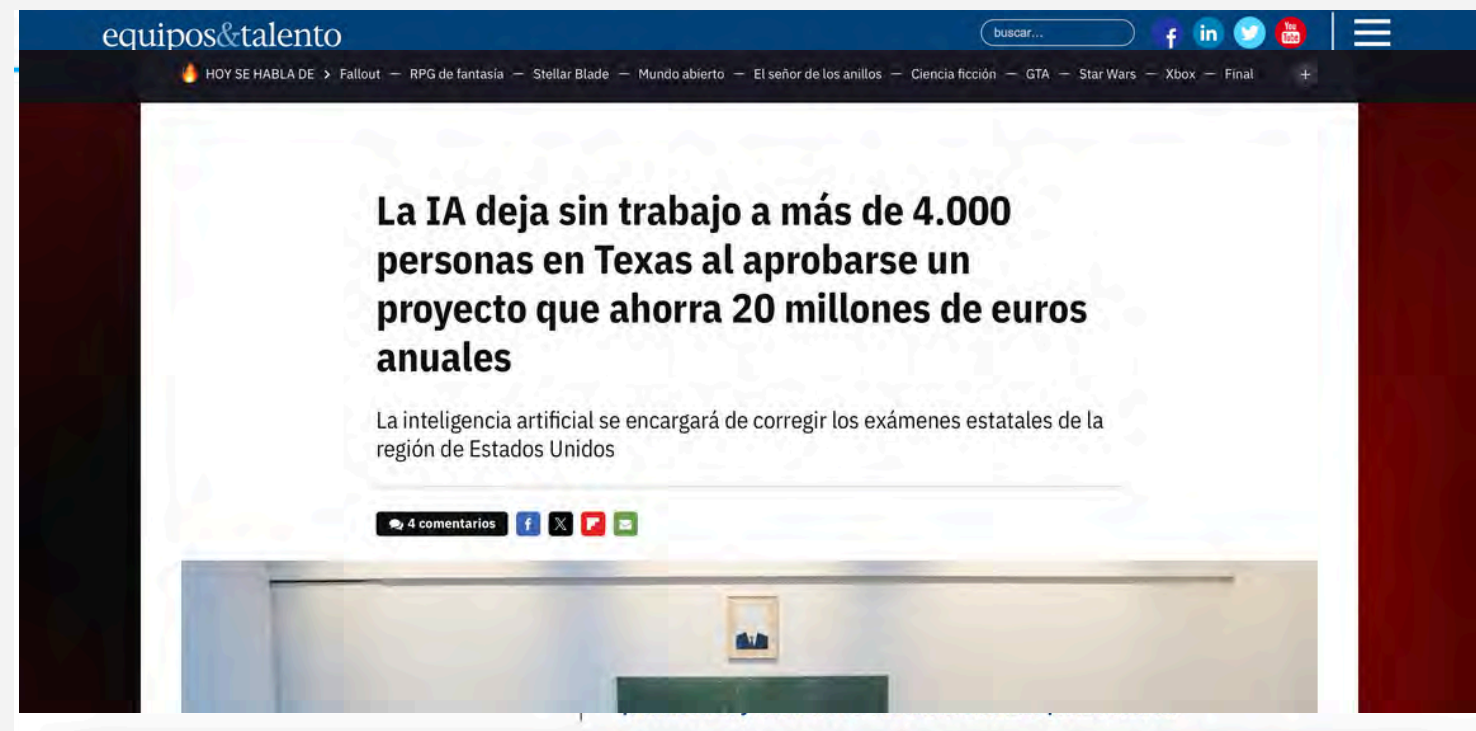 equipos&talento
buscar...
You
Tube
HOY SE HABLA DE > Fallout — RPG de fantasía — Stellar Blade — Mundo abierto — El señor de los anillos — Ciencia ficción — GTA — Star Wars — Xbox — Final
La IA deja sin trabajo a más de 4.000
personas en Texas al aprobarse un
proyecto que ahorra 20 millones de euros
anuales
La inteligencia artificial se encargará de corregir los exámenes estatales de la
región de Estados Unidos
4 comentarios